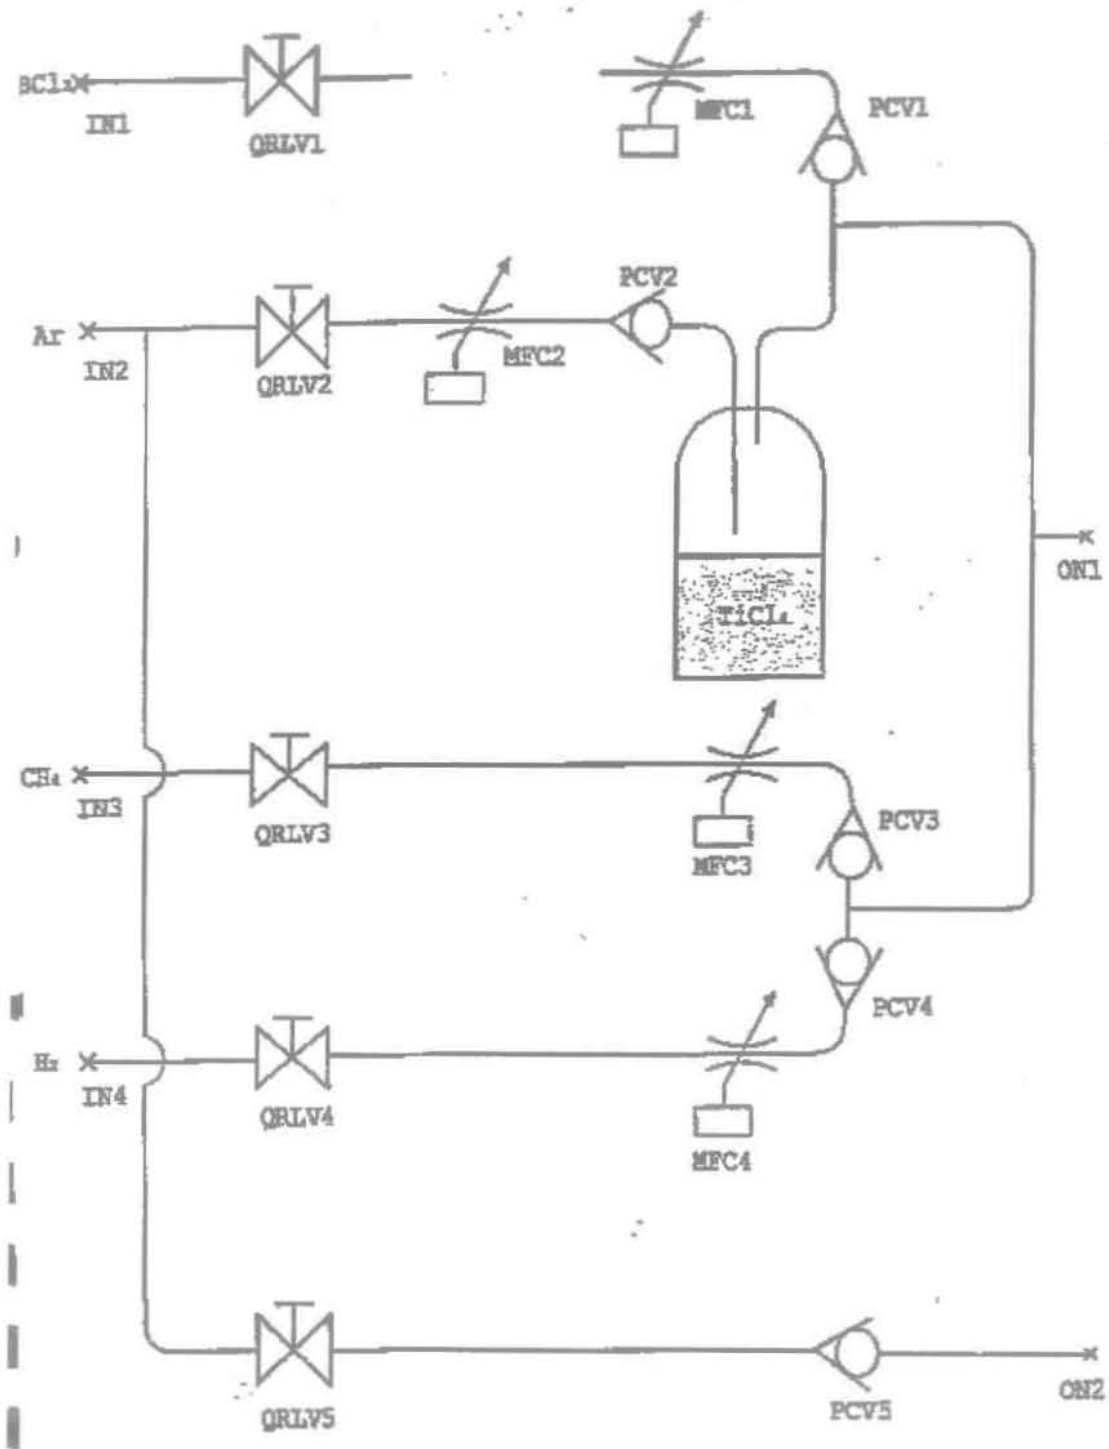 BCl₃
IN1
QRLV1
MFC1
PCV1
Ar
IN2
QRLV2
MFC2
PCV2
TiCl₄
ON1
CH₄
IN3
QRLV3
MFC3
PCV3
H₂
IN4
QRLV4
MFC4
PCV4
QRLV5
PCV5
ON2